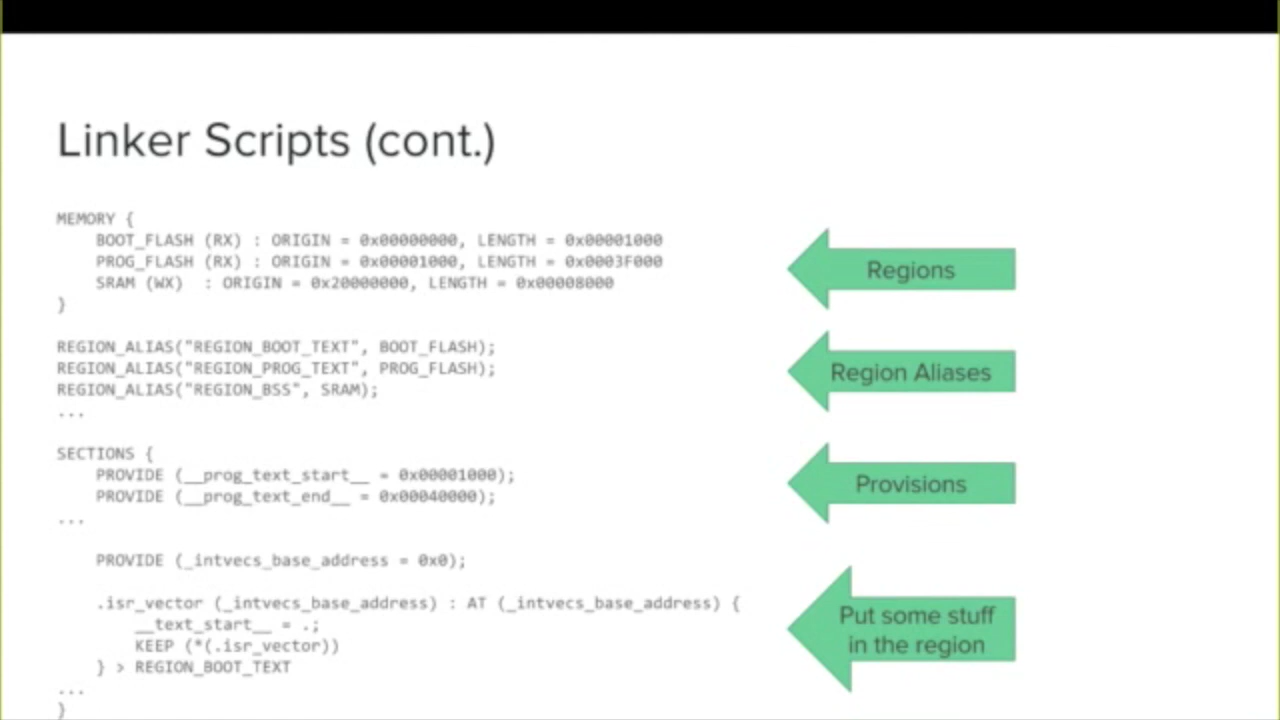 Linker Scripts (cont.)
MEMORY {
    BOOT_FLASH (RX) : ORIGIN = 0x00000000, LENGTH = 0x00001000
    PROG_FLASH (RX) : ORIGIN = 0x00001000, LENGTH = 0x0003F000
    SRAM (WX)  : ORIGIN = 0x20000000, LENGTH = 0x00008000
}
Regions
REGION_ALIAS("REGION_BOOT_TEXT", BOOT_FLASH);
REGION_ALIAS("REGION_PROG_TEXT", PROG_FLASH);
REGION_ALIAS("REGION_BSS", SRAM);
...
Region Aliases
SECTIONS {
    PROVIDE (__prog_text_start__ = 0x00001000);
    PROVIDE (__prog_text_end__ = 0x00040000);
...
Provisions
    PROVIDE (_intvecs_base_address = 0x0);
    .isr_vector (_intvecs_base_address) : AT (_intvecs_base_address) {
        __text_start__ = .;
        KEEP (*(.isr_vector))
    } > REGION_BOOT_TEXT
...
}
Put some stuff
in the region